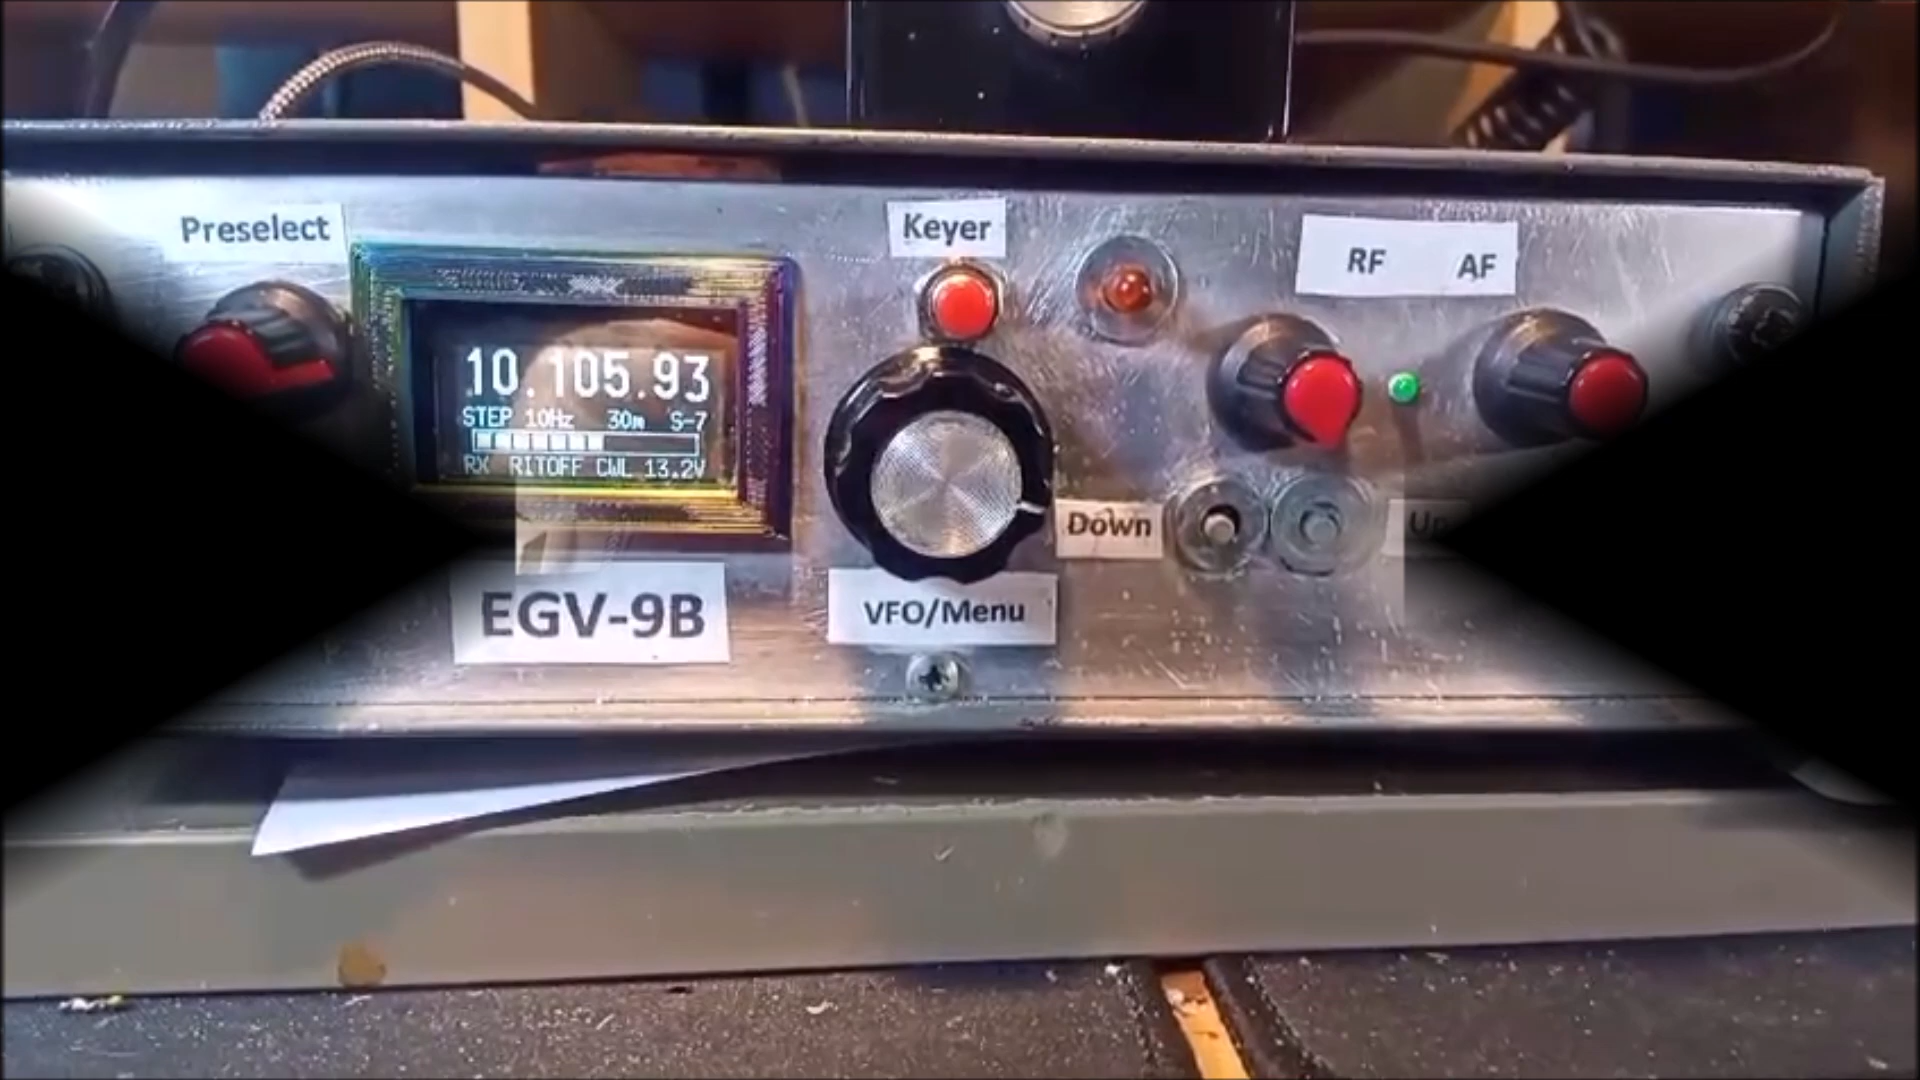 Preselect
Keyer
RF AF
10.105.93
STEP 10Hz 30m S-7
RX RITOFF CWL 13.2V
Down
EGV-9B
VFO/Menu